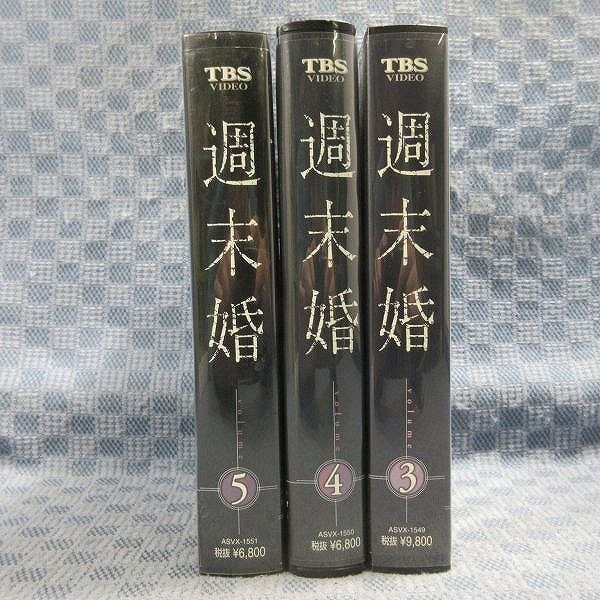 TBS
VIDEO
週末婚
volume
5
ASVX-1551
税抜 ¥6,800
TBS
VIDEO
週末婚
volume
4
ASVX-1550
税抜 ¥6,800
TBS
VIDEO
週末婚
volume
3
ASVX-1549
税抜 ¥9,800